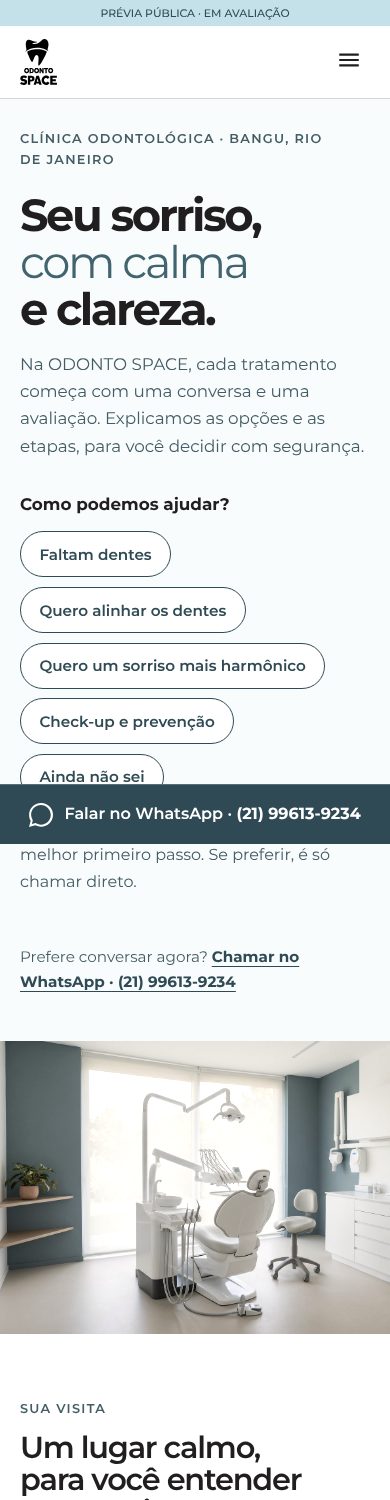 PRÉVIA PÚBLICA · EM AVALIAÇÃO
ODONTO
SPACE
CLÍNICA ODONTOLÓGICA · BANGU, RIO
DE JANEIRO
Seu sorriso,
com calma
e clareza.
Na ODONTO SPACE, cada tratamento
começa com uma conversa e uma
avaliação. Explicamos as opções e as
etapas, para você decidir com segurança.
Como podemos ajudar?
Faltam dentes
Quero alinhar os dentes
Quero um sorriso mais harmônico
Check-up e prevenção
Ainda não sei
Falar no WhatsApp · (21) 99613-9234
melhor primeiro passo. Se preferir, é só
chamar direto.
Prefere conversar agora? Chamar no
WhatsApp · (21) 99613-9234
SUA VISITA
Um lugar calmo,
para você entender